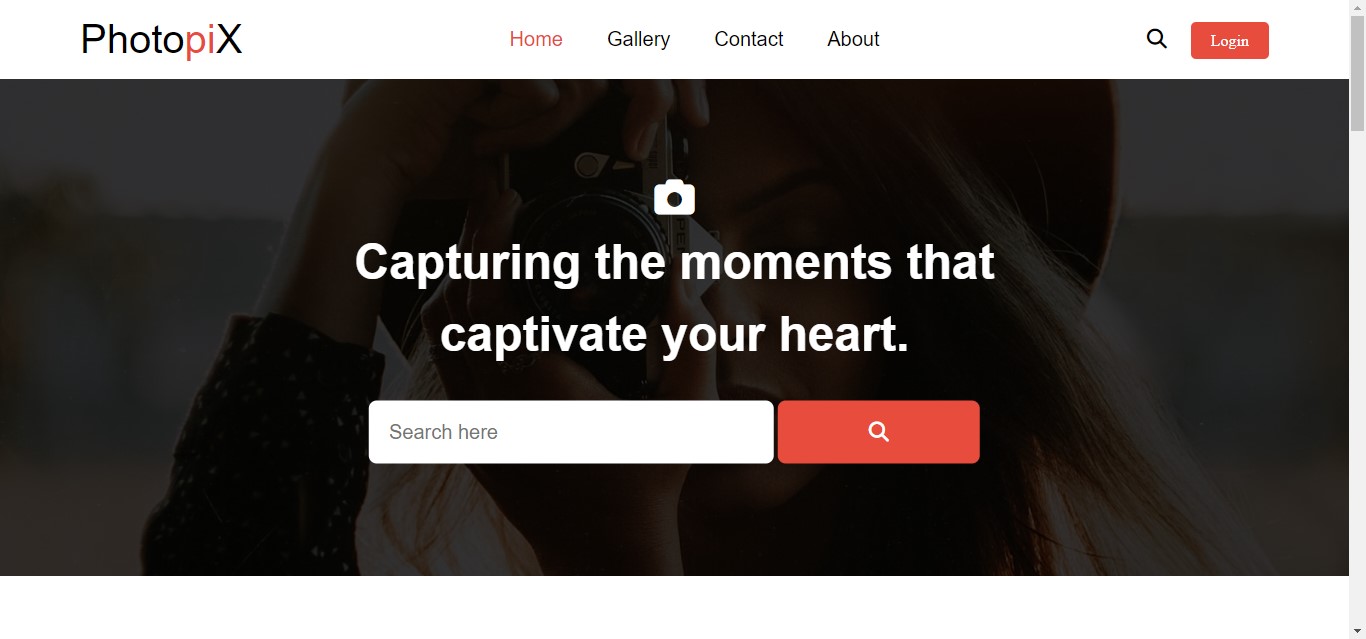 PhotopiX
Home
Gallery
Contact
About
Login
Capturing the moments that
captivate your heart.
Search here